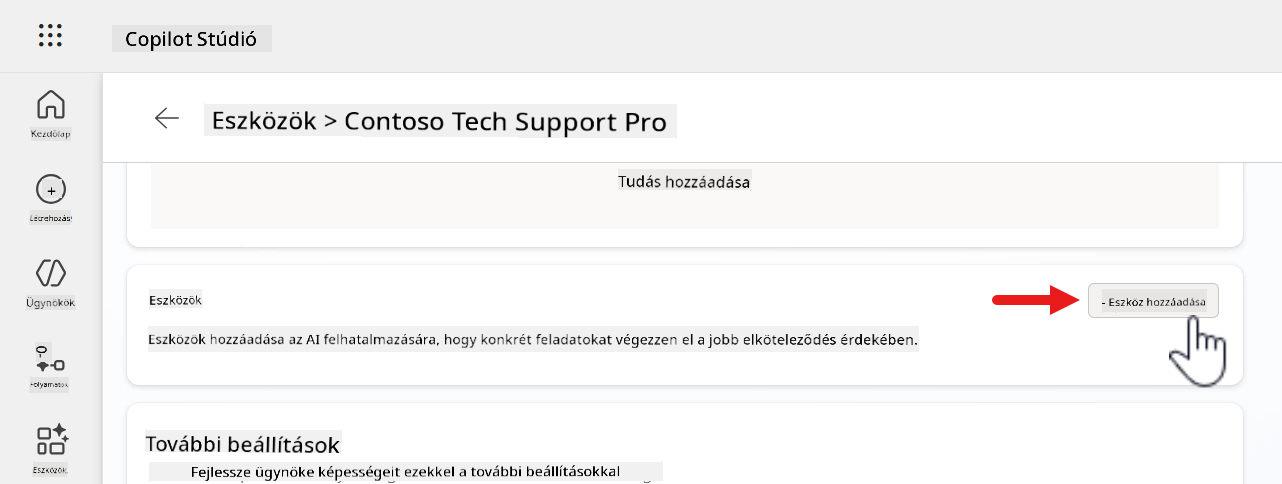 Copilot Stúdió
Eszközök > Contoso Tech Support Pro
Kezdőlap
Létrehozás
Ügynökök
Folyamatok
Eszközök
Tudás hozzáadása
Eszközök
- Eszköz hozzáadása
Eszközök hozzáadása az AI felhatalmazására, hogy konkrét feladatokat végezzen el a jobb elköteleződés érdekében.
További beállítások
Fejlessze ügynöke képességeit ezekkel a további beállításokkal